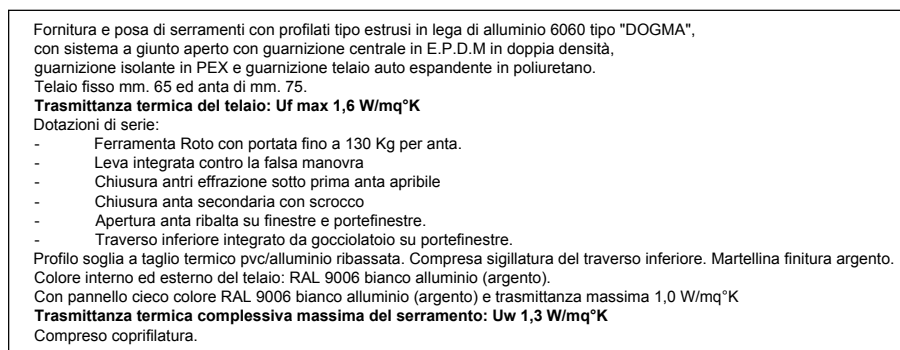 Fornitura e posa di serramenti con profilati tipo estrusi in lega di alluminio 6060 tipo "DOGMA",
con sistema a giunto aperto con guarnizione centrale in E.P.D.M in doppia densità,
guarnizione isolante in PEX e guarnizione telaio auto espandente in poliuretano.
Telaio fisso mm. 65 ed anta di mm. 75.
Trasmittanza termica del telaio: Uf max 1,6 W/mq°K
Dotazioni di serie:
- Ferramenta Roto con portata fino a 130 Kg per anta.
- Leva integrata contro la falsa manovra
- Chiusura antri effrazione sotto prima anta apribile
- Chiusura anta secondaria con scrocco
- Apertura anta ribalta su finestre e portefinestre.
- Traverso inferiore integrato da gocciolatoio su portefinestre.
Profilo soglia a taglio termico pvc/alluminio ribassata. Compresa sigillatura del traverso inferiore. Martellina finitura argento.
Colore interno ed esterno del telaio: RAL 9006 bianco alluminio (argento).
Con pannello cieco colore RAL 9006 bianco alluminio (argento) e trasmittanza massima 1,0 W/mq°K
Trasmittanza termica complessiva massima del serramento: Uw 1,3 W/mq°K
Compreso coprifilatura.